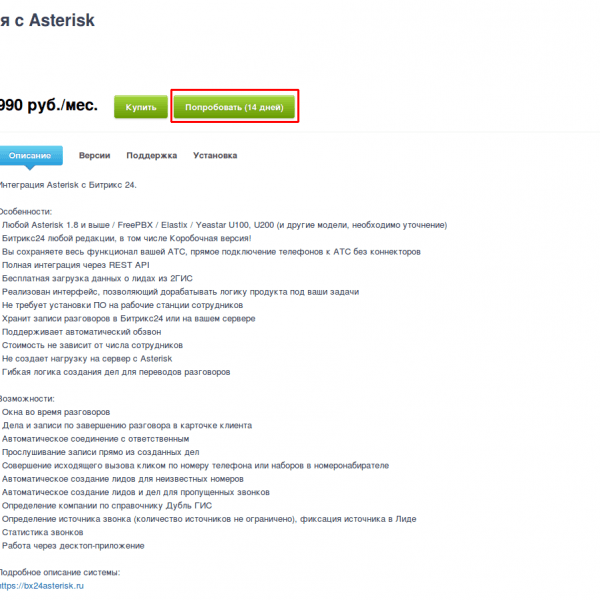 я с Asterisk
990 руб./мес.
Купить
Попробовать (14 дней)
Описание
Версии
Поддержка
Установка
Интеграция Asterisk с Битрикс 24.
Особенности:
Любой Asterisk 1.8 и выше / FreePBX / Elastix / Yeastar U100, U200 (и другие модели, необходимо уточнение)
Битрикс24 любой редакции, в том числе Коробочная версия!
Вы сохраняете весь функционал вашей АТС, прямое подключение телефонов к АТС без коннекторов
Полная интеграция через REST API
Бесплатная загрузка данных о лидах из 2ГИС
Реализован интерфейс, позволяющий дорабатывать логику продукта под ваши задачи
Не требует установки ПО на рабочие станции сотрудников
Хранит записи разговоров в Битрикс24 или на вашем сервере
Поддерживает автоматический обзвон
Стоимость не зависит от числа сотрудников
Не создает нагрузку на сервер с Asterisk
Гибкая логика создания дел для переводов разговоров
Возможности:
Окна во время разговоров
Дела и записи по завершению разговора в карточке клиента
Автоматическое соединение с ответственным
Прослушивание записи прямо из созданных дел
Совершение исходящего вызова кликом по номеру телефона или наборов в номеронабирателе
Автоматическое создание лидов для неизвестных номеров
Автоматическое создание лидов и дел для пропущенных звонков
Определение компании по справочнику Дубль ГИС
Определение источника звонка (количество источников не ограничено), фиксация источника в Лиде
Статистика звонков
Работа через десктоп-приложение
Подробное описание системы:
https://bx24asterisk.ru